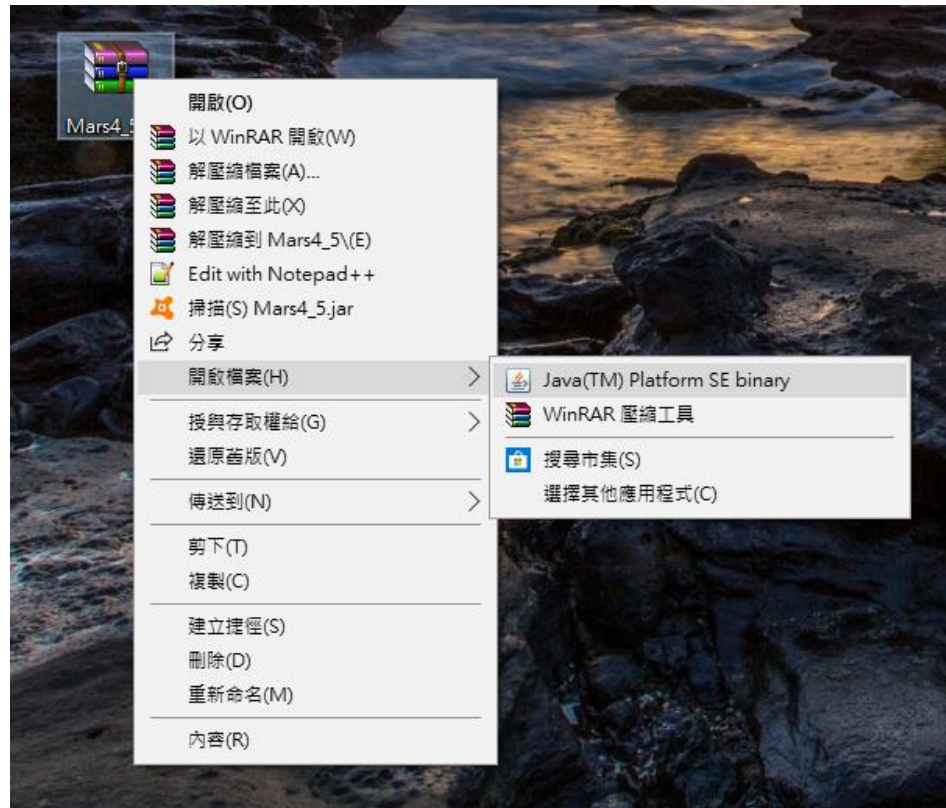 Mars4_5
開啟(O)
以 WinRAR 開啟(W)
解壓縮檔案(A)...
解壓縮至此(X)
解壓縮到 Mars4_5\(E)
Edit with Notepad++
掃描(S) Mars4_5.jar
分享
開啟檔案(H)
Java(TM) Platform SE binary
WinRAR 壓縮工具
搜尋市集(S)
選擇其他應用程式(C)
授與存取權給(G)
還原舊版(V)
傳送到(N)
剪下(T)
複製(C)
建立捷徑(S)
刪除(D)
重新命名(M)
內容(R)